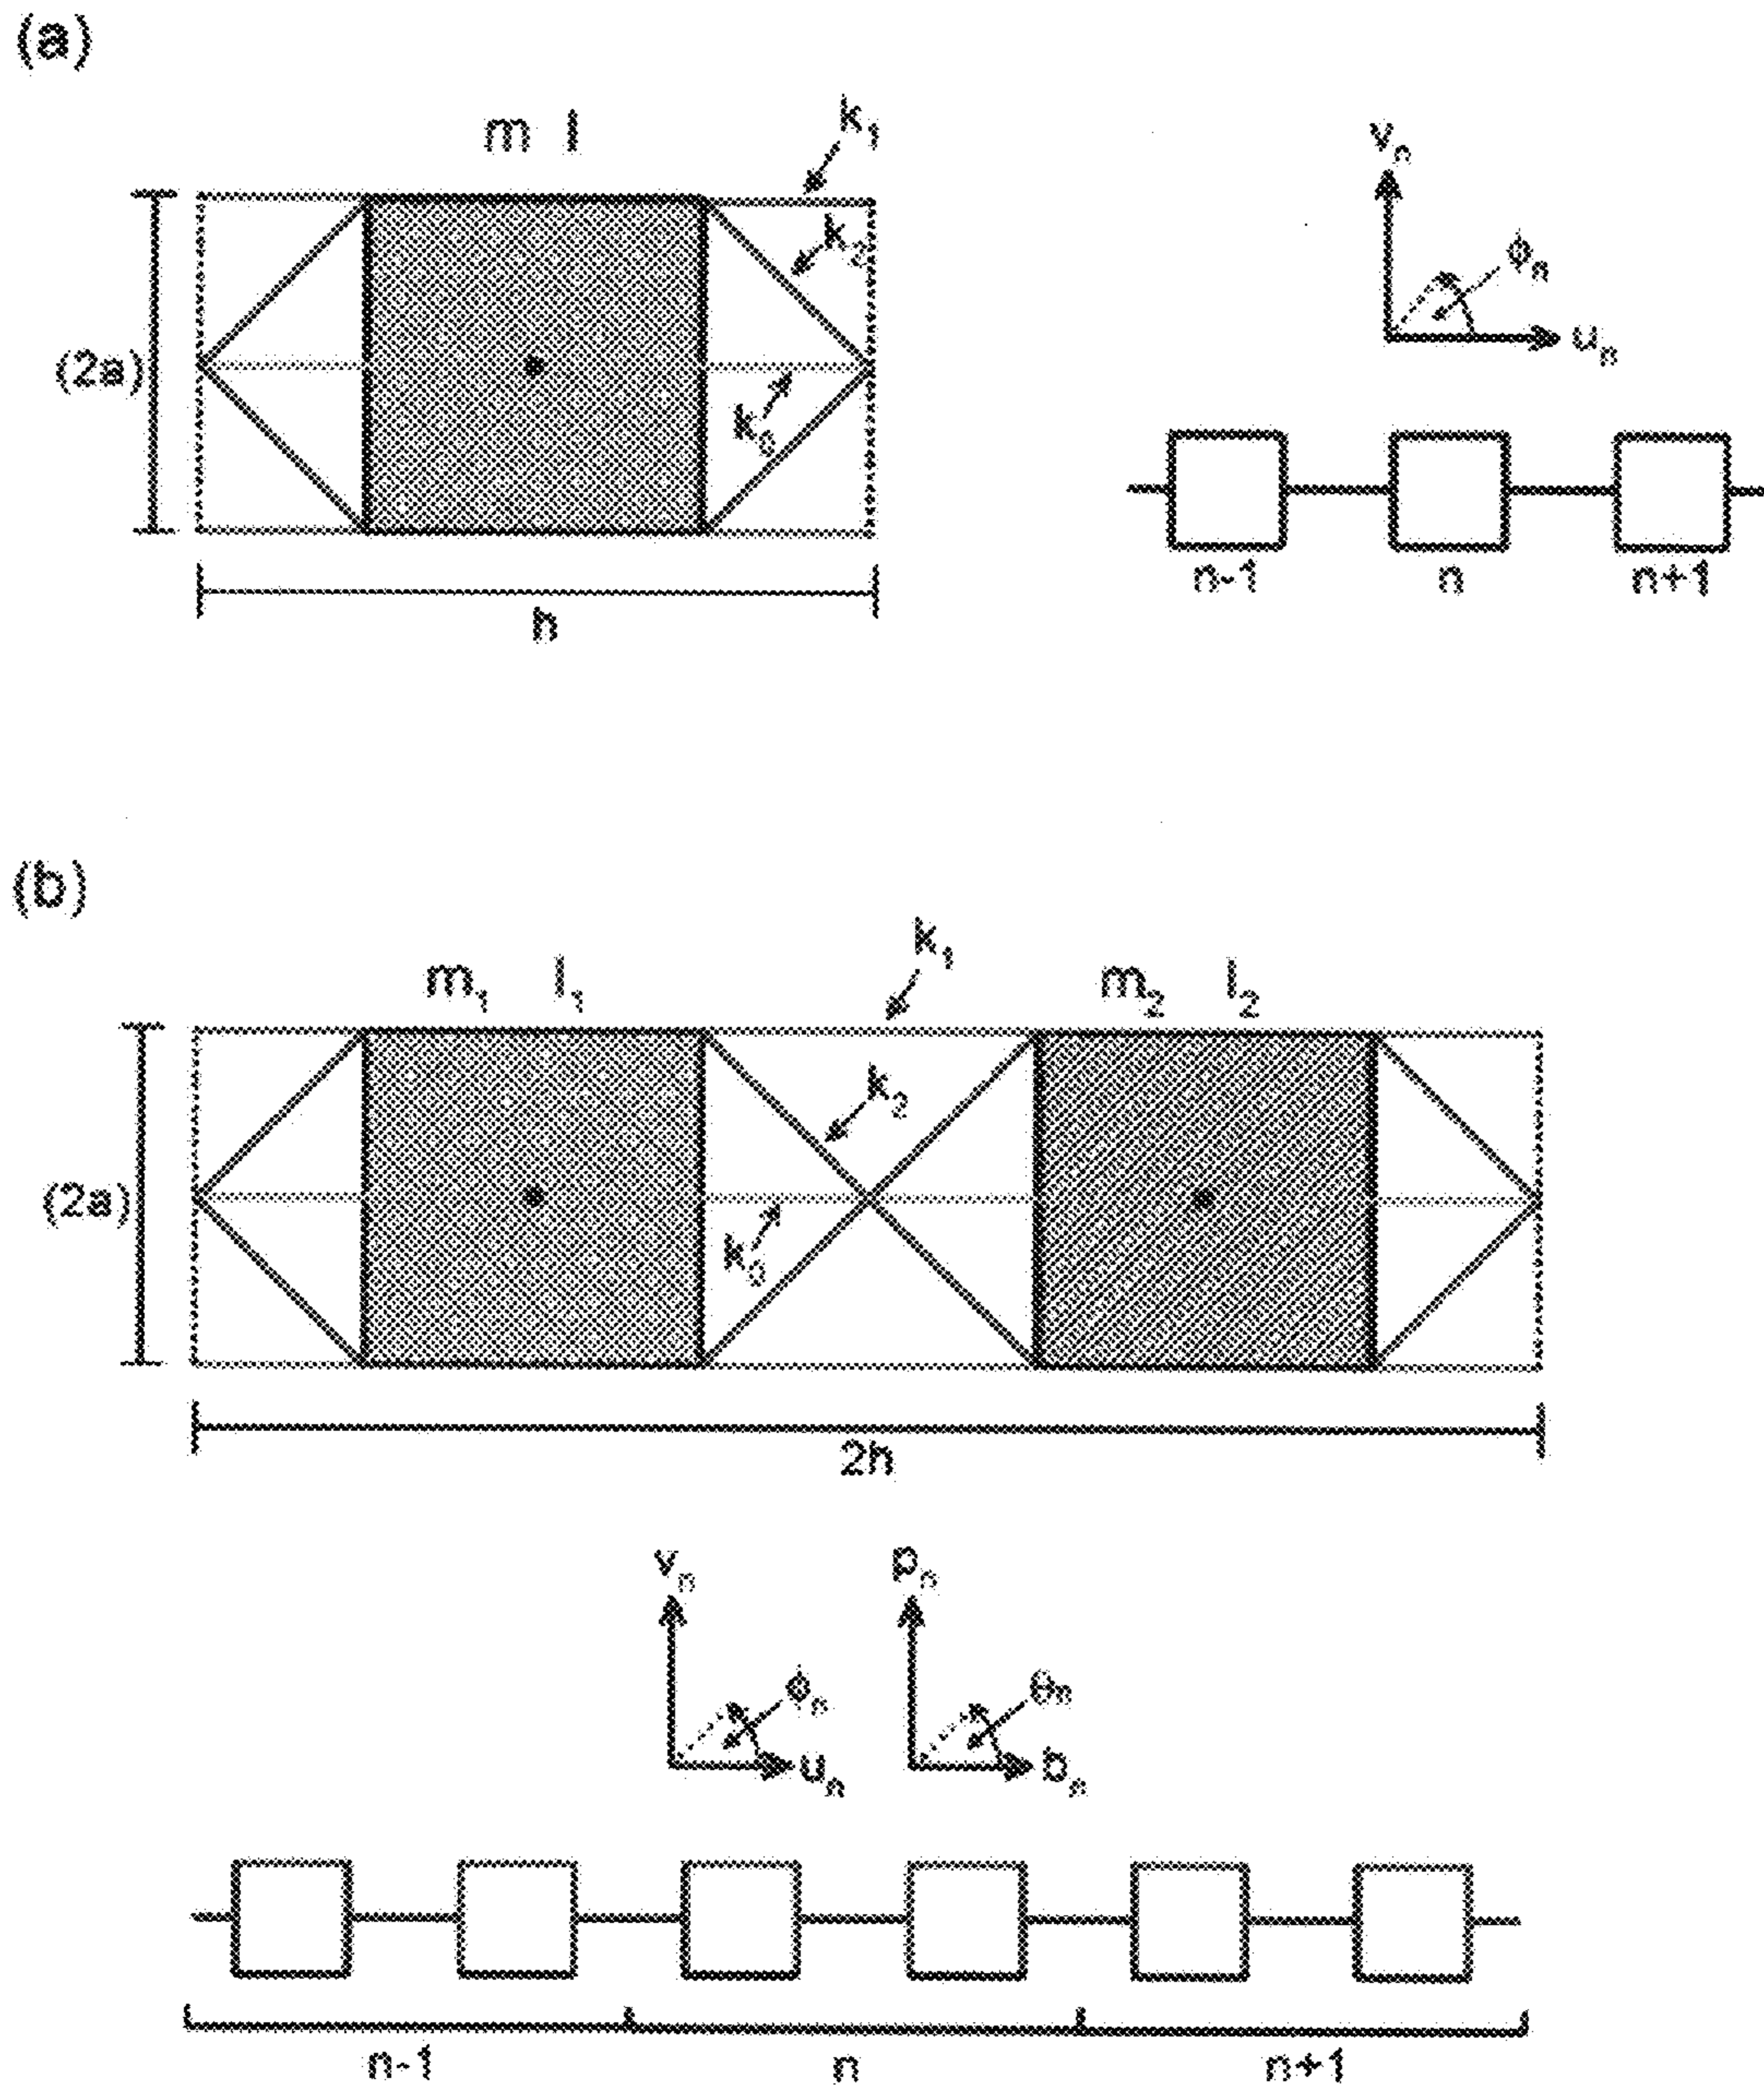 (a)
m I
k₁
k₂
k₀
(2a)
h
vₙ
ϕₙ
uₙ
n-1 n n+1
(b)
m₁ I₁
k₁
m₂ I₂
k₂
k₀
(2a)
2h
vₙ pₙ
ϕₙ θₙ
uₙ bₙ
n-1 n n+1